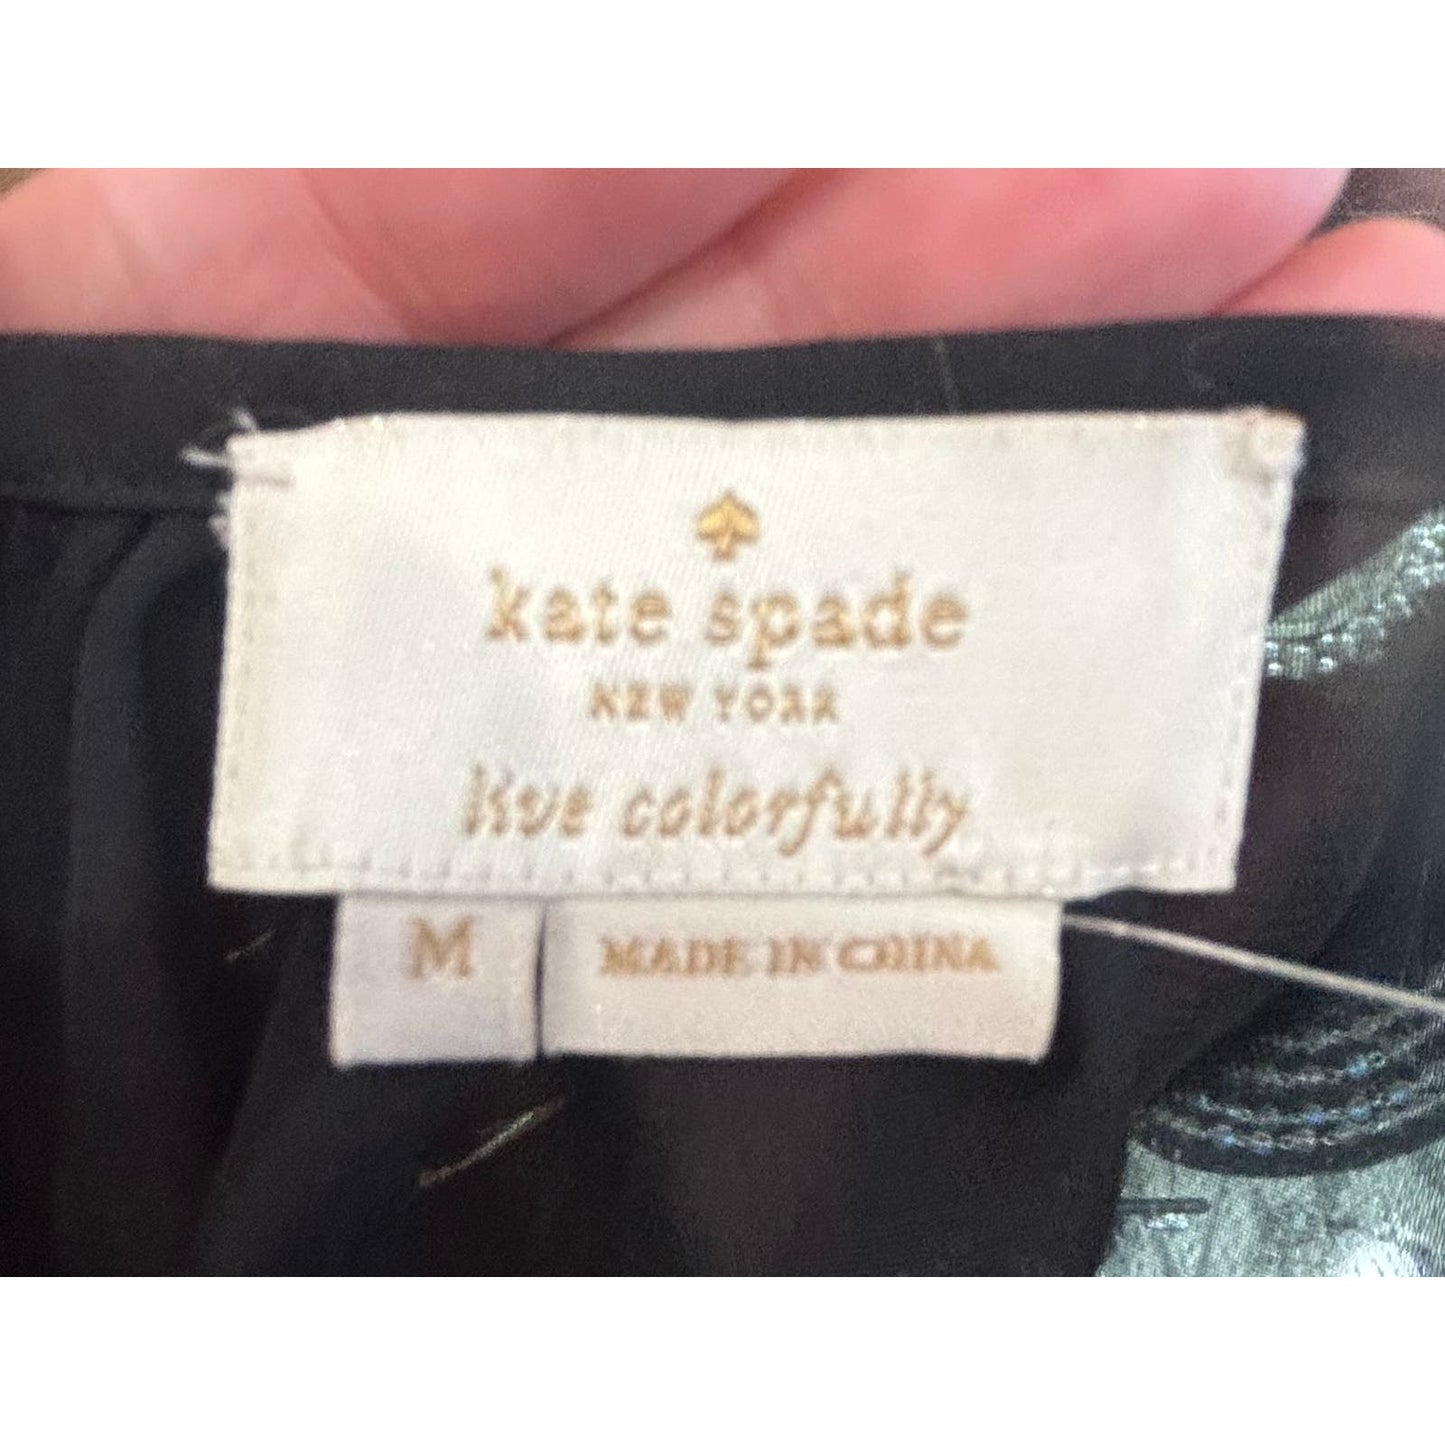 kate spade
NEW YORK
live colorfully
M
MADE IN CHINA